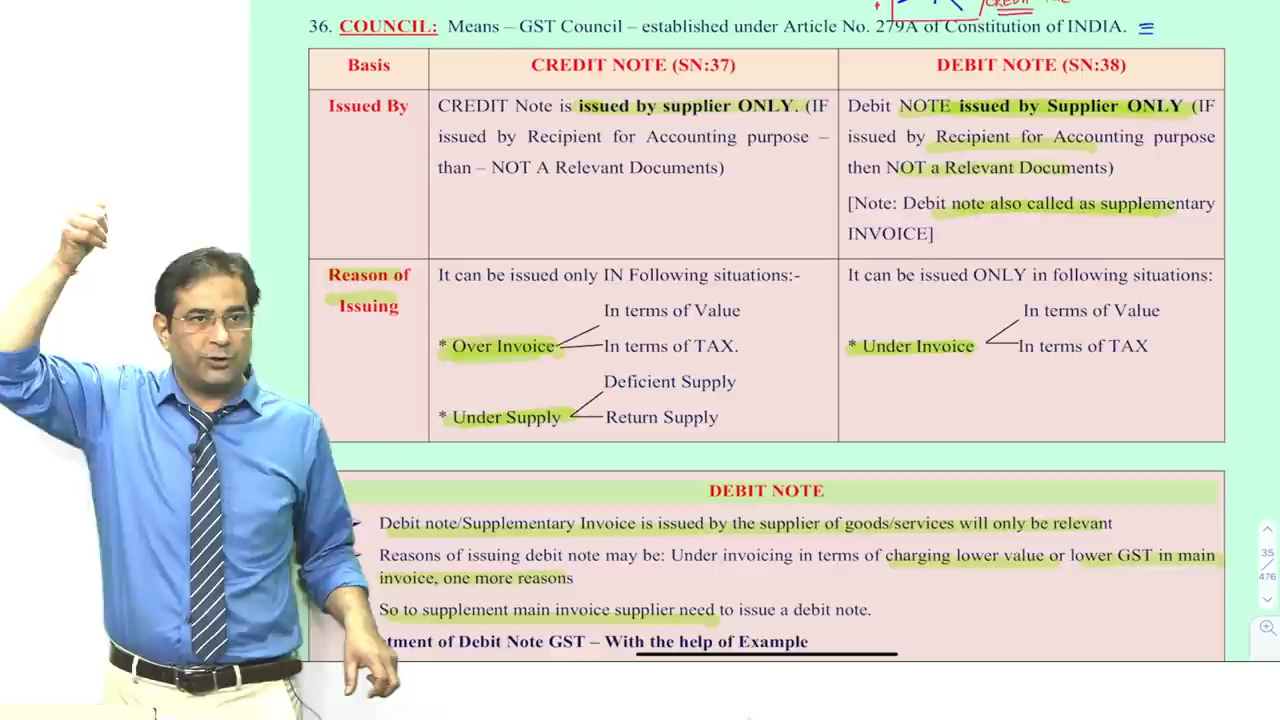 CREDIT
36. COUNCIL: Means – GST Council – established under Article No. 279A of Constitution of INDIA.
Basis
CREDIT NOTE (SN:37)
DEBIT NOTE (SN:38)
Issued By
CREDIT Note is issued by supplier ONLY. (IF
issued by Recipient for Accounting purpose –
than – NOT A Relevant Documents)
Debit NOTE issued by Supplier ONLY (IF
issued by Recipient for Accounting purpose
then NOT a Relevant Documents)
[Note: Debit note also called as supplementary
INVOICE]
Reason of
Issuing
It can be issued only IN Following situations:-
In terms of Value
* Over Invoice
In terms of TAX.
Deficient Supply
* Under Supply
Return Supply
It can be issued ONLY in following situations:
In terms of Value
* Under Invoice
In terms of TAX
DEBIT NOTE
Debit note/Supplementary Invoice is issued by the supplier of goods/services will only be relevant
Reasons of issuing debit note may be: Under invoicing in terms of charging lower value or lower GST in main
invoice, one more reasons
So to supplement main invoice supplier need to issue a debit note.
tment of Debit Note GST – With the help of Example
35
476